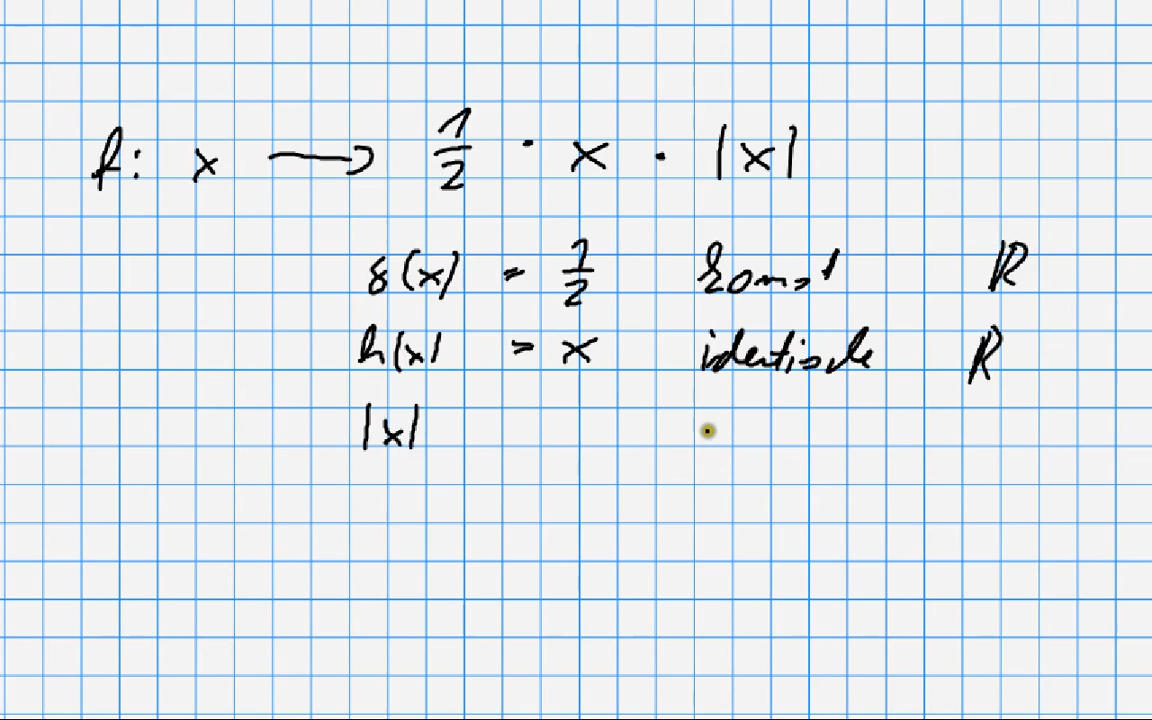 f: x → 1/2 · x · |x|
g(x) = 1/2 konst ℝ
h(x) = x identische ℝ
|x|